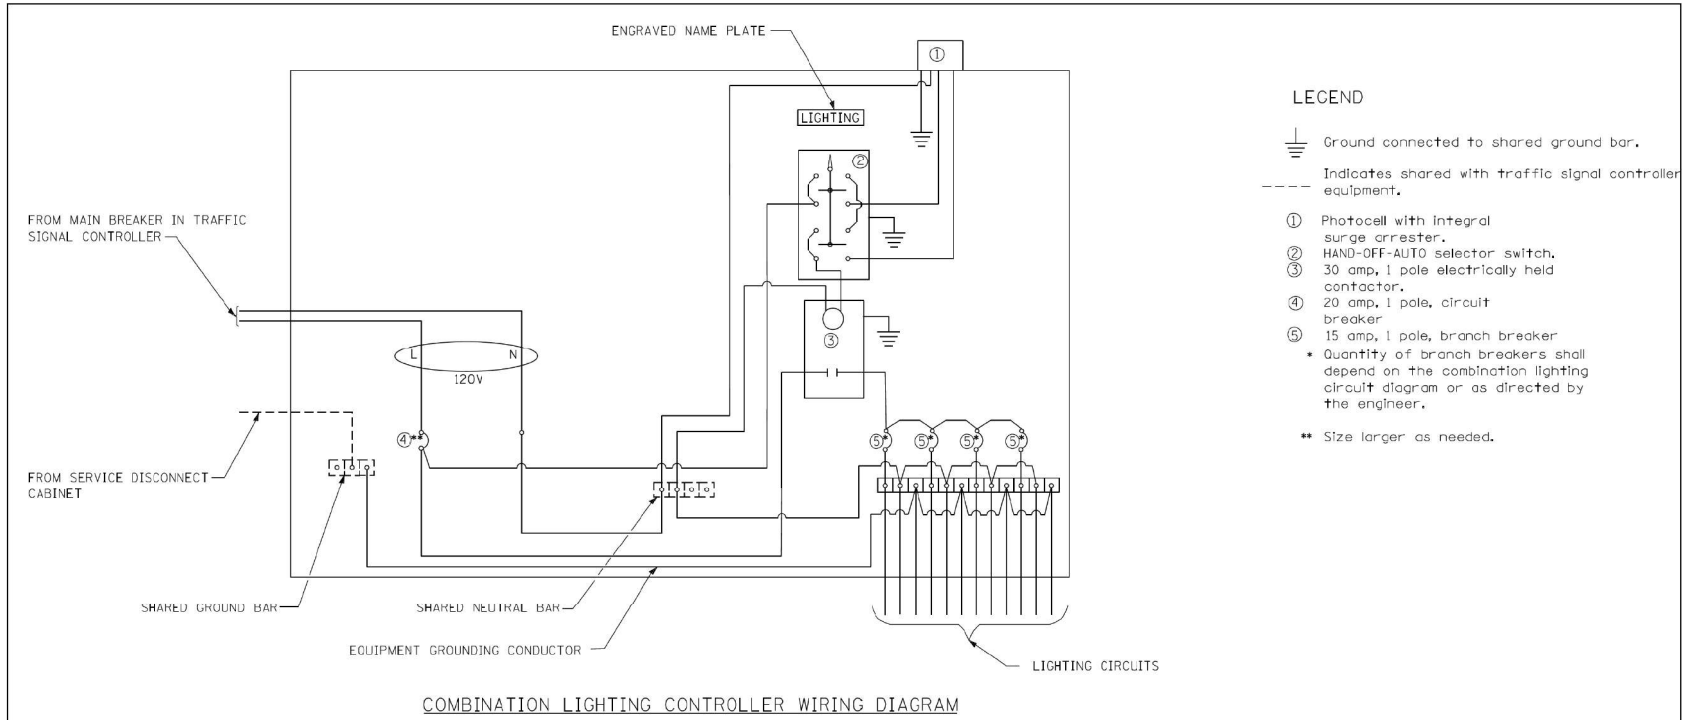 ENGRAVED NAME PLATE
①
LIGHTING
②
FROM MAIN BREAKER IN TRAFFIC
SIGNAL CONTROLLER
③
L
N
120V
④**
⑤*
⑤*
⑤*
⑤*
FROM SERVICE DISCONNECT
CABINET
SHARED GROUND BAR
SHARED NEUTRAL BAR
EQUIPMENT GROUNDING CONDUCTOR
LIGHTING CIRCUITS
COMBINATION LIGHTING CONTROLLER WIRING DIAGRAM
LEGEND
Ground connected to shared ground bar.
Indicates shared with traffic signal controller
equipment.
① Photocell with integral
surge arrester.
② HAND-OFF-AUTO selector switch.
③ 30 amp, 1 pole electrically held
contactor.
④ 20 amp, 1 pole, circuit
breaker
⑤ 15 amp, 1 pole, branch breaker
* Quantity of branch breakers shall
depend on the combination lighting
circuit diagram or as directed by
the engineer.
** Size larger as needed.